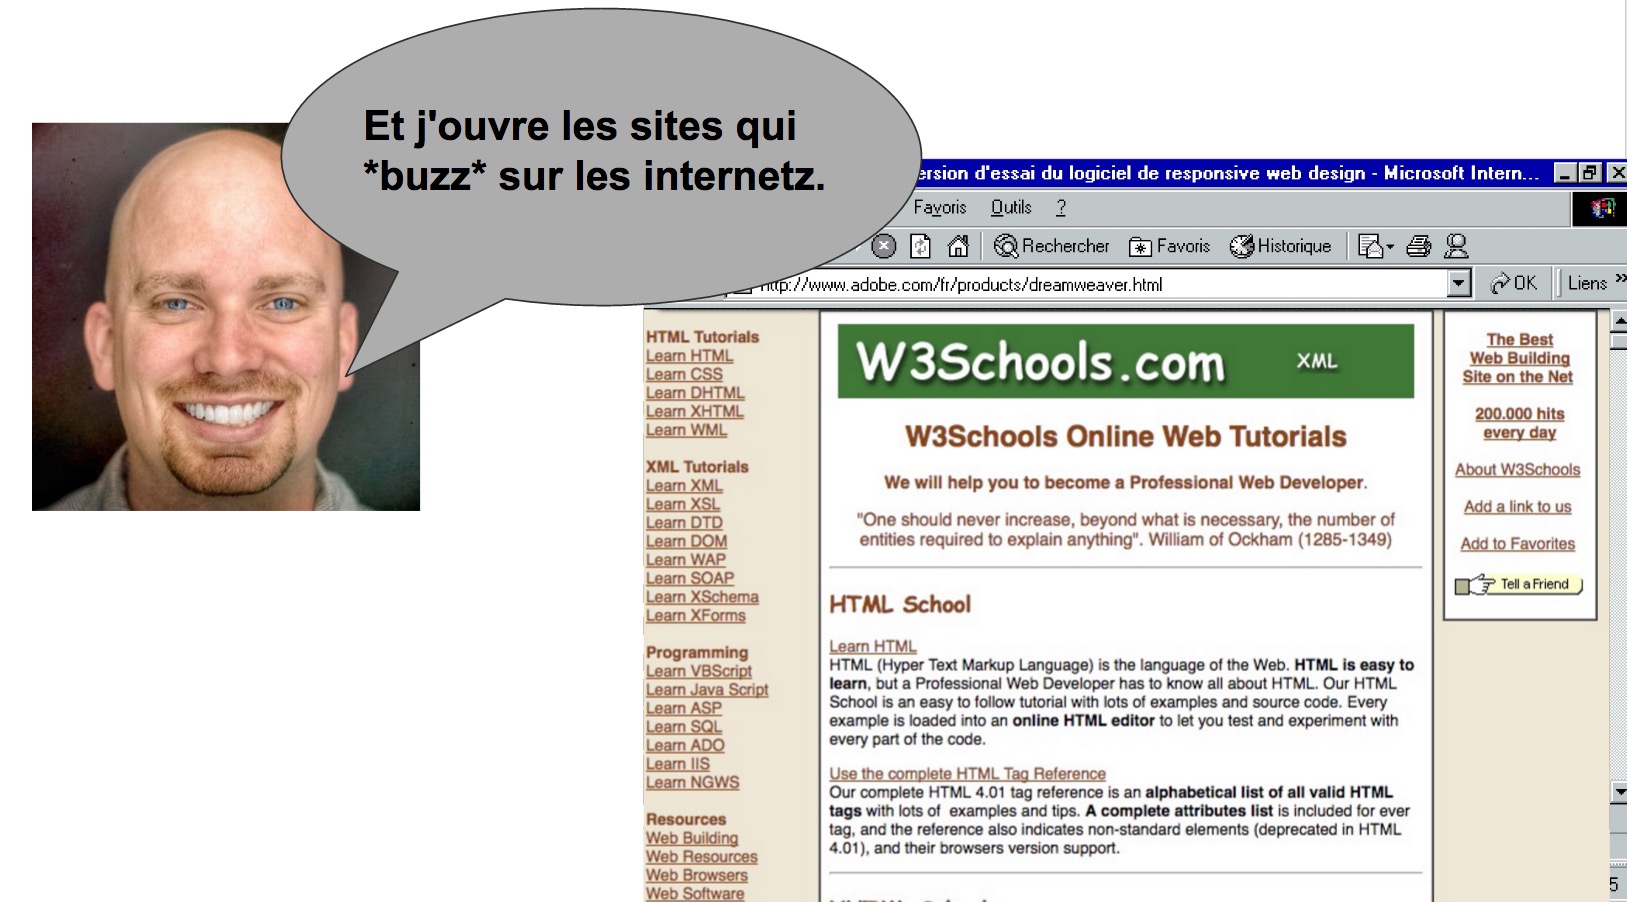 Et j'ouvre les sites qui
*buzz* sur les internetz.
ersion d'essai du logiciel de responsive web design - Microsoft Intern...
Favoris Outils ?
Rechercher Favoris Historique
http://www.adobe.com/fr/products/dreamweaver.html OK Liens »
HTML Tutorials
Learn HTML
Learn CSS
Learn DHTML
Learn XHTML
Learn WML
XML Tutorials
Learn XML
Learn XSL
Learn DTD
Learn DOM
Learn WAP
Learn SOAP
Learn XSchema
Learn XForms
Programming
Learn VBScript
Learn Java Script
Learn ASP
Learn SQL
Learn ADO
Learn IIS
Learn NGWS
Resources
Web Building
Web Resources
Web Browsers
Web Software
W3Schools.com XML
W3Schools Online Web Tutorials
We will help you to become a Professional Web Developer.
"One should never increase, beyond what is necessary, the number of
entities required to explain anything". William of Ockham (1285-1349)
HTML School
Learn HTML
HTML (Hyper Text Markup Language) is the language of the Web. HTML is easy to
learn, but a Professional Web Developer has to know all about HTML. Our HTML
School is an easy to follow tutorial with lots of examples and source code. Every
example is loaded into an online HTML editor to let you test and experiment with
every part of the code.
Use the complete HTML Tag Reference
Our complete HTML 4.01 tag reference is an alphabetical list of all valid HTML
tags with lots of examples and tips. A complete attributes list is included for ever
tag, and the reference also indicates non-standard elements (deprecated in HTML
4.01), and their browsers version support.
The Best
Web Building
Site on the Net
200.000 hits
every day
About W3Schools
Add a link to us
Add to Favorites
Tell a Friend
5